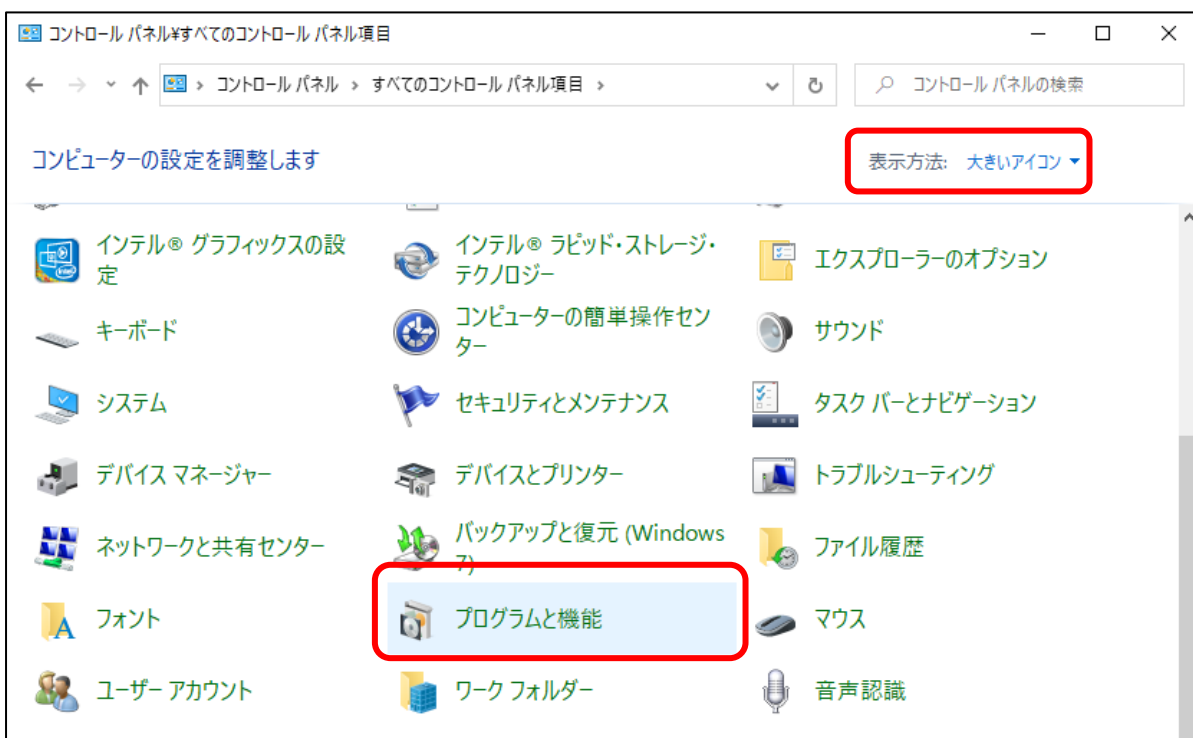 コントロール パネル¥すべてのコントロール パネル項目
コントロール パネル › すべてのコントロール パネル項目 ›
コントロール パネルの検索
コンピューターの設定を調整します
表示方法: 大きいアイコン
インテル® グラフィックスの設
定
インテル® ラピッド・ストレージ・
テクノロジー
エクスプローラーのオプション
キーボード
コンピューターの簡単操作セン
ター
サウンド
システム
セキュリティとメンテナンス
タスク バーとナビゲーション
デバイス マネージャー
デバイスとプリンター
トラブルシューティング
ネットワークと共有センター
バックアップと復元 (Windows
7)
ファイル履歴
フォント
プログラムと機能
マウス
ユーザー アカウント
ワーク フォルダー
音声認識